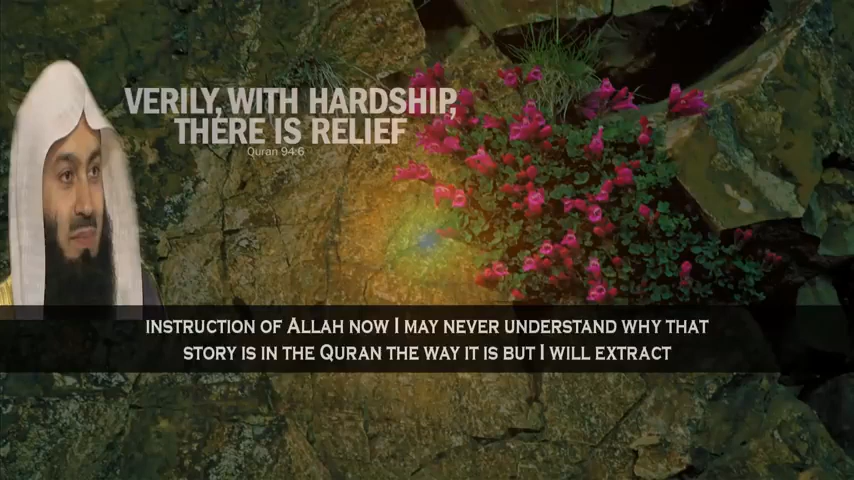 VERILY, WITH HARDSHIP,
THERE IS RELIEF
Quran 94:6
INSTRUCTION OF ALLAH NOW I MAY NEVER UNDERSTAND WHY THAT
STORY IS IN THE QURAN THE WAY IT IS BUT I WILL EXTRACT